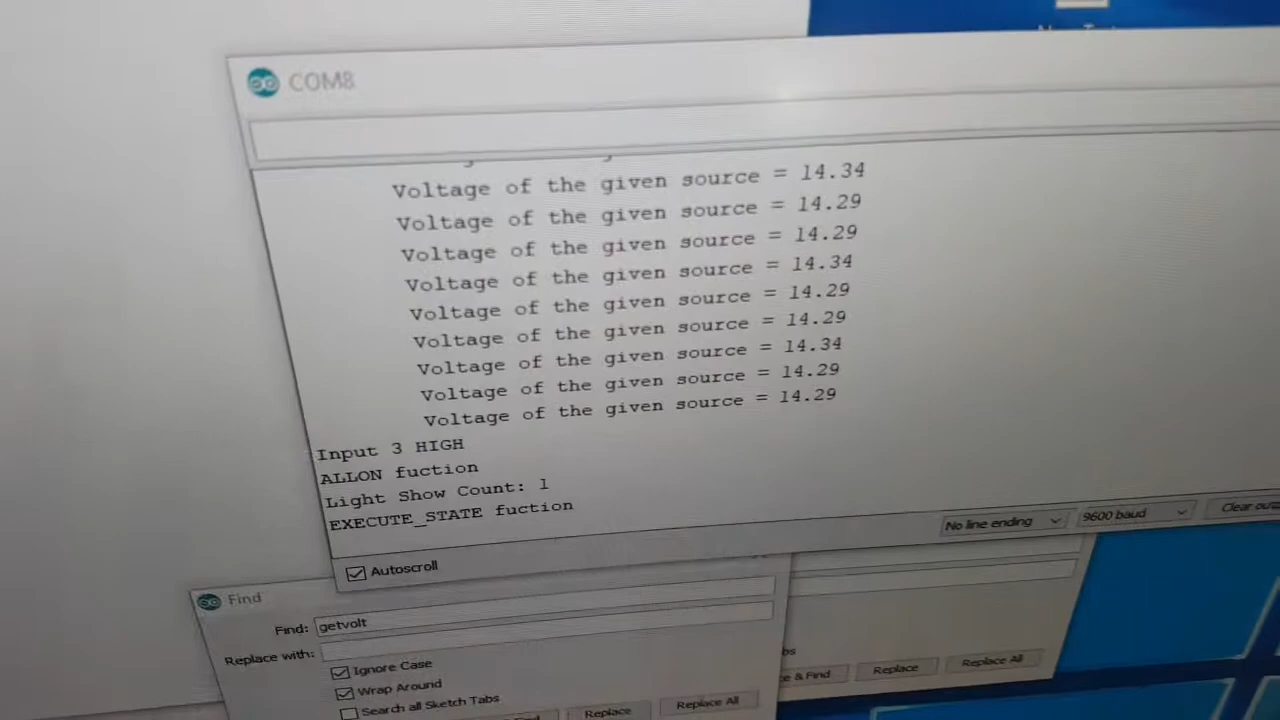 COM8
Voltage of the given source = 14.34
Voltage of the given source = 14.29
Voltage of the given source = 14.29
Voltage of the given source = 14.34
Voltage of the given source = 14.29
Voltage of the given source = 14.29
Voltage of the given source = 14.34
Voltage of the given source = 14.29
Voltage of the given source = 14.29
Input 3 HIGH
ALLON fuction
Light Show Count: 1
EXECUTE_STATE fuction
No line ending
9600 baud
Clear
Autoscroll
Find
Find: getvolt
Replace with:
Ignore Case
Wrap Around
Search all Sketch Tabs
Replace
Replace All
& Find
Replace
Replace All